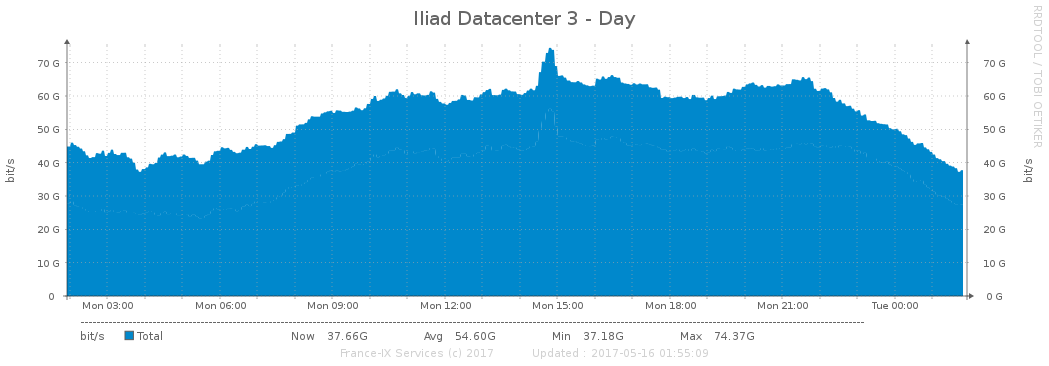 Iliad Datacenter 3 - Day
RRDTOOL / TOBI OETIKER
bit/s
70 G
60 G
50 G
40 G
30 G
20 G
10 G
0
70 G
60 G
50 G
40 G
30 G
20 G
10 G
0 G
bit/s
Mon 03:00 Mon 06:00 Mon 09:00 Mon 12:00 Mon 15:00 Mon 18:00 Mon 21:00 Tue 00:00
bit/s Total Now 37.66G Avg 54.60G Min 37.18G Max 74.37G
France-IX Services (c) 2017 Updated : 2017-05-16 01:55:09